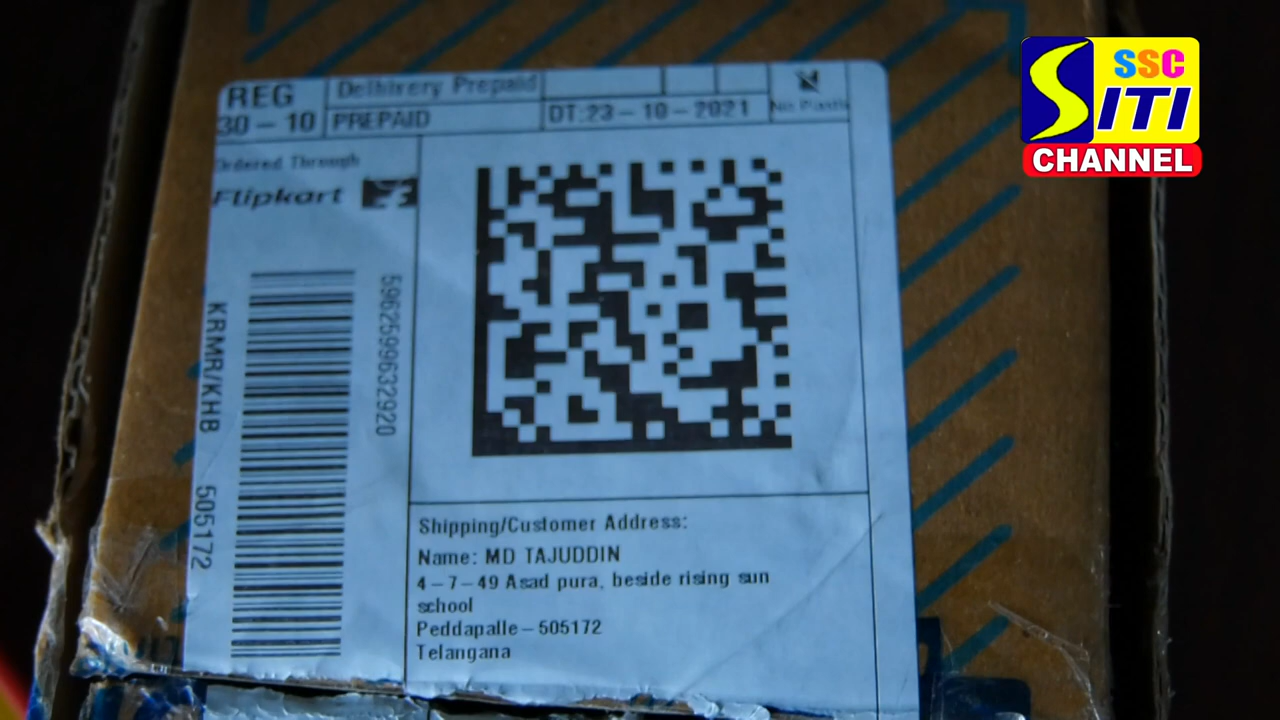 REG
30-10
Delhivery Prepaid
PREPAID
DT:23-10-2021
No Plastic
Ordered Through
Flipkart
5962599632920
KRMR/KHB 505172
Shipping/Customer Address:
Name: MD TAJUDDIN
4-7-49 Asad pura, beside rising sun
school
Peddapalle-505172
Telangana
SSC
SITI
CHANNEL